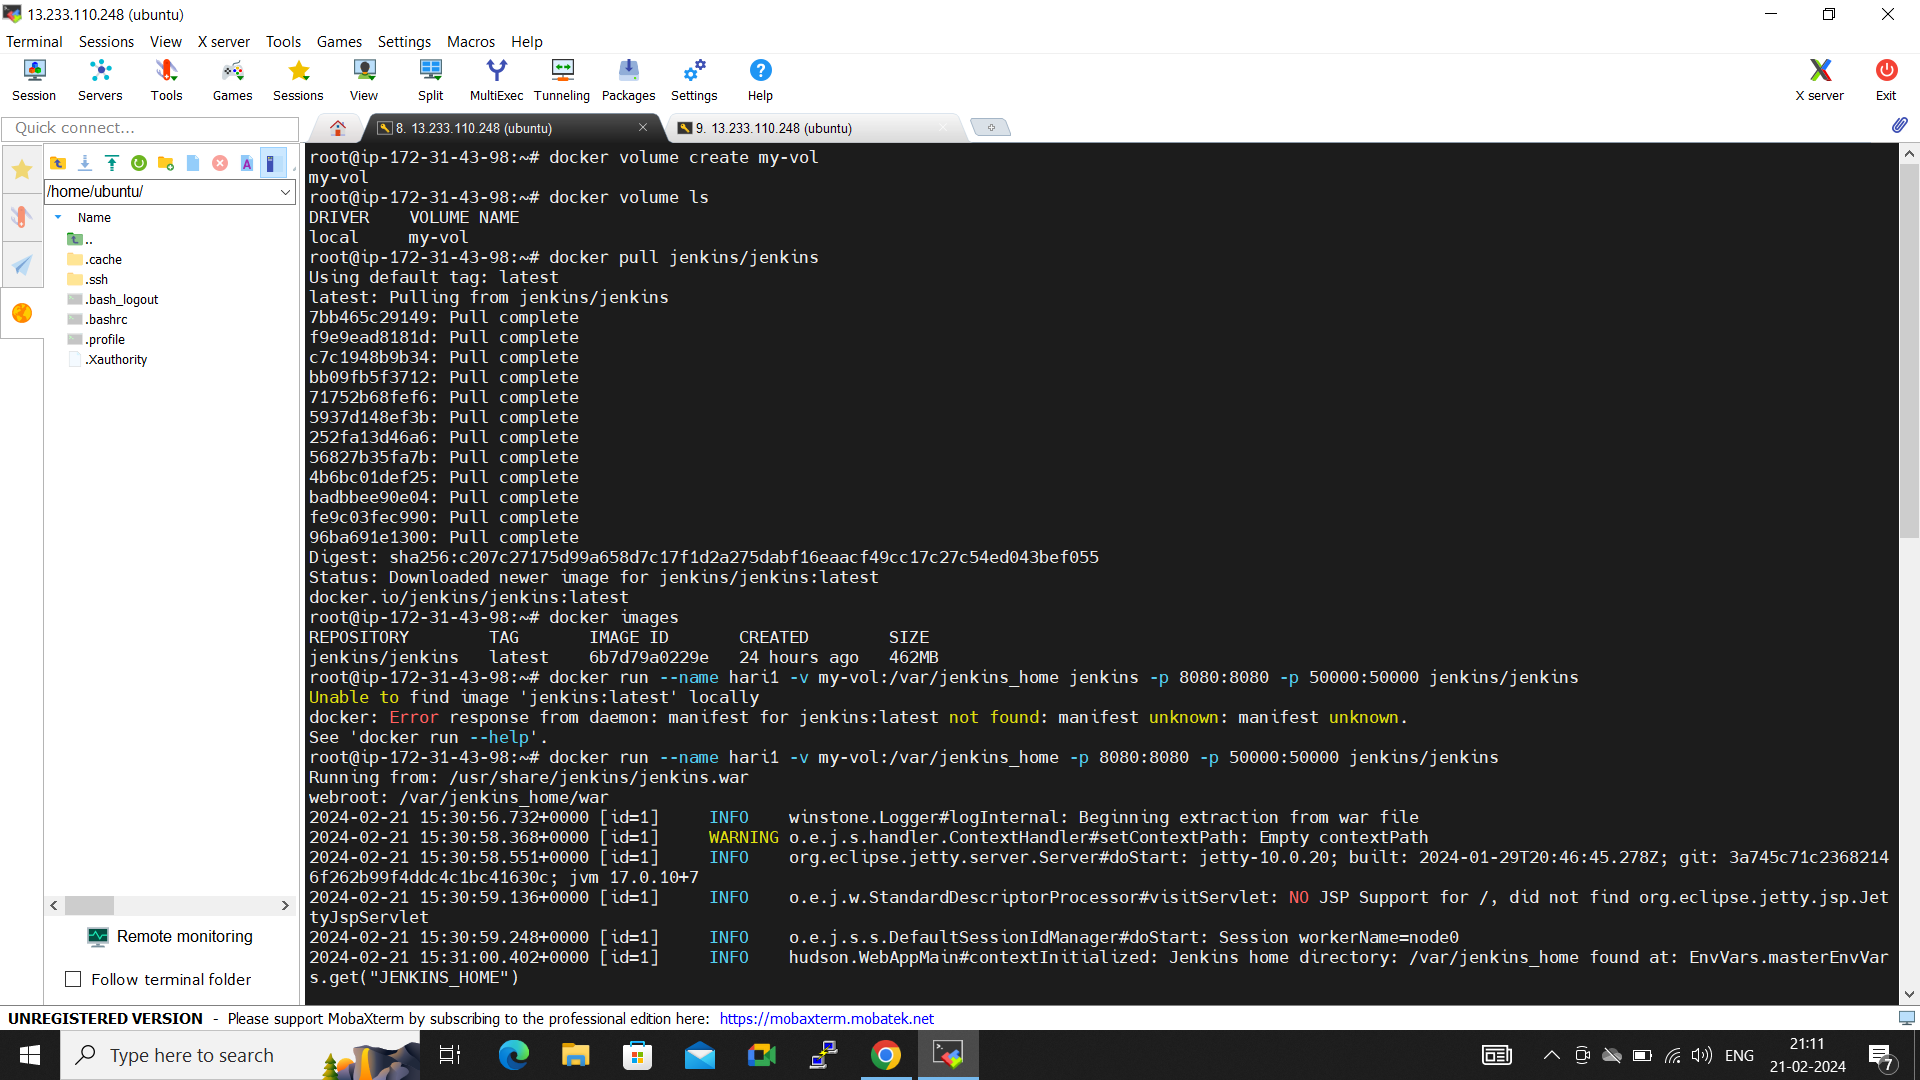 13.233.110.248 (ubuntu)
Terminal Sessions View X server Tools Games Settings Macros Help
Session Servers Tools Games Sessions View Split MultiExec Tunneling Packages Settings Help X server Exit
Quick connect...
8. 13.233.110.248 (ubuntu)
9. 13.233.110.248 (ubuntu)
/home/ubuntu/
Name
..
.cache
.ssh
.bash_logout
.bashrc
.profile
.Xauthority
Remote monitoring
Follow terminal folder
root@ip-172-31-43-98:~# docker volume create my-vol
my-vol
root@ip-172-31-43-98:~# docker volume ls
DRIVER    VOLUME NAME
local     my-vol
root@ip-172-31-43-98:~# docker pull jenkins/jenkins
Using default tag: latest
latest: Pulling from jenkins/jenkins
7bb465c29149: Pull complete
f9e9ead8181d: Pull complete
c7c1948b9b34: Pull complete
bb09fb5f3712: Pull complete
71752b68fef6: Pull complete
5937d148ef3b: Pull complete
252fa13d46a6: Pull complete
56827b35fa7b: Pull complete
4b6bc01def25: Pull complete
badbbee90e04: Pull complete
fe9c03fec990: Pull complete
96ba691e1300: Pull complete
Digest: sha256:c207c27175d99a658d7c17f1d2a275dabf16eaacf49cc17c27c54ed043bef055
Status: Downloaded newer image for jenkins/jenkins:latest
docker.io/jenkins/jenkins:latest
root@ip-172-31-43-98:~# docker images
REPOSITORY        TAG       IMAGE ID       CREATED        SIZE
jenkins/jenkins   latest    6b7d79a0229e   24 hours ago   462MB
root@ip-172-31-43-98:~# docker run --name hari1 -v my-vol:/var/jenkins_home jenkins -p 8080:8080 -p 50000:50000 jenkins/jenkins
Unable to find image 'jenkins:latest' locally
docker: Error response from daemon: manifest for jenkins:latest not found: manifest unknown: manifest unknown.
See 'docker run --help'.
root@ip-172-31-43-98:~# docker run --name hari1 -v my-vol:/var/jenkins_home -p 8080:8080 -p 50000:50000 jenkins/jenkins
Running from: /usr/share/jenkins/jenkins.war
webroot: /var/jenkins_home/war
2024-02-21 15:30:56.732+0000 [id=1]     INFO    winstone.Logger#logInternal: Beginning extraction from war file
2024-02-21 15:30:58.368+0000 [id=1]     WARNING o.e.j.s.handler.ContextHandler#setContextPath: Empty contextPath
2024-02-21 15:30:58.551+0000 [id=1]     INFO    org.eclipse.jetty.server.Server#doStart: jetty-10.0.20; built: 2024-01-29T20:46:45.278Z; git: 3a745c71c2368214
6f262b99f4ddc4c1bc41630c; jvm 17.0.10+7
2024-02-21 15:30:59.136+0000 [id=1]     INFO    o.e.j.w.StandardDescriptorProcessor#visitServlet: NO JSP Support for /, did not find org.eclipse.jetty.jsp.Jet
tyJspServlet
2024-02-21 15:30:59.248+0000 [id=1]     INFO    o.e.j.s.s.DefaultSessionIdManager#doStart: Session workerName=node0
2024-02-21 15:31:00.402+0000 [id=1]     INFO    hudson.WebAppMain#contextInitialized: Jenkins home directory: /var/jenkins_home found at: EnvVars.masterEnvVar
s.get("JENKINS_HOME")
UNREGISTERED VERSION - Please support MobaXterm by subscribing to the professional edition here: https://mobaxterm.mobatek.net
Type here to search
ENG
21:11
21-02-2024
7